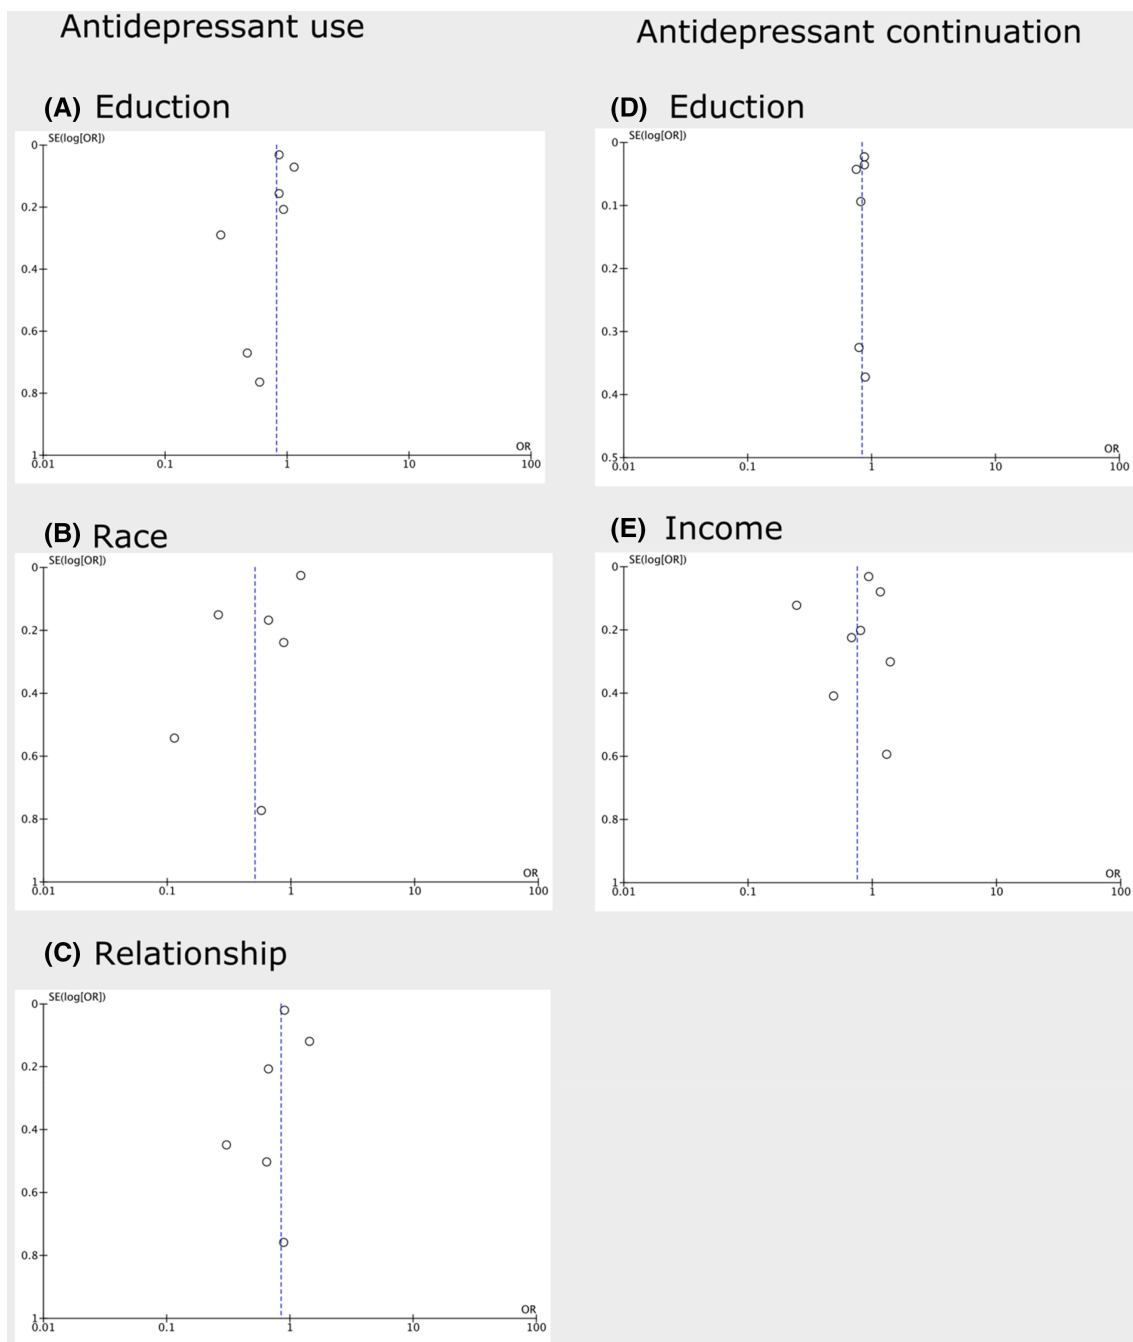 Antidepressant use
Antidepressant continuation
(A) Eduction
SE(log[OR])
0
0.2
0.4
0.6
0.8
1
OR
0.01 0.1 1 10 100
(D) Eduction
SE(log[OR])
0
0.1
0.2
0.3
0.4
0.5
OR
0.01 0.1 1 10 100
(B) Race
SE(log[OR])
0
0.2
0.4
0.6
0.8
1
OR
0.01 0.1 1 10 100
(E) Income
SE(log[OR])
0
0.2
0.4
0.6
0.8
1
OR
0.01 0.1 1 10 100
(C) Relationship
SE(log[OR])
0
0.2
0.4
0.6
0.8
1
OR
0.01 0.1 1 10 100